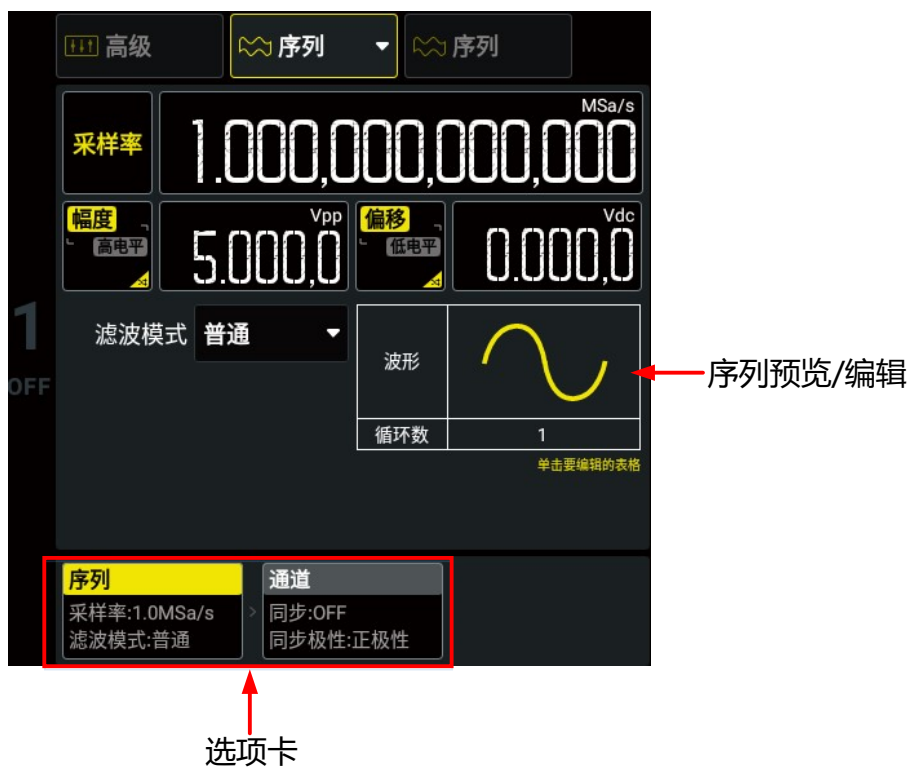 高级
序列
序列
采样率
MSa/s
1.000,000,000,000
幅度
高电平
Vpp
5.000,0
偏移
低电平
Vdc
0.000,0
1
OFF
滤波模式 普通
波形
循环数 1
单击要编辑的表格
序列预览/编辑
序列
采样率:1.0MSa/s
滤波模式:普通
>
通道
同步:OFF
同步极性:正极性
选项卡